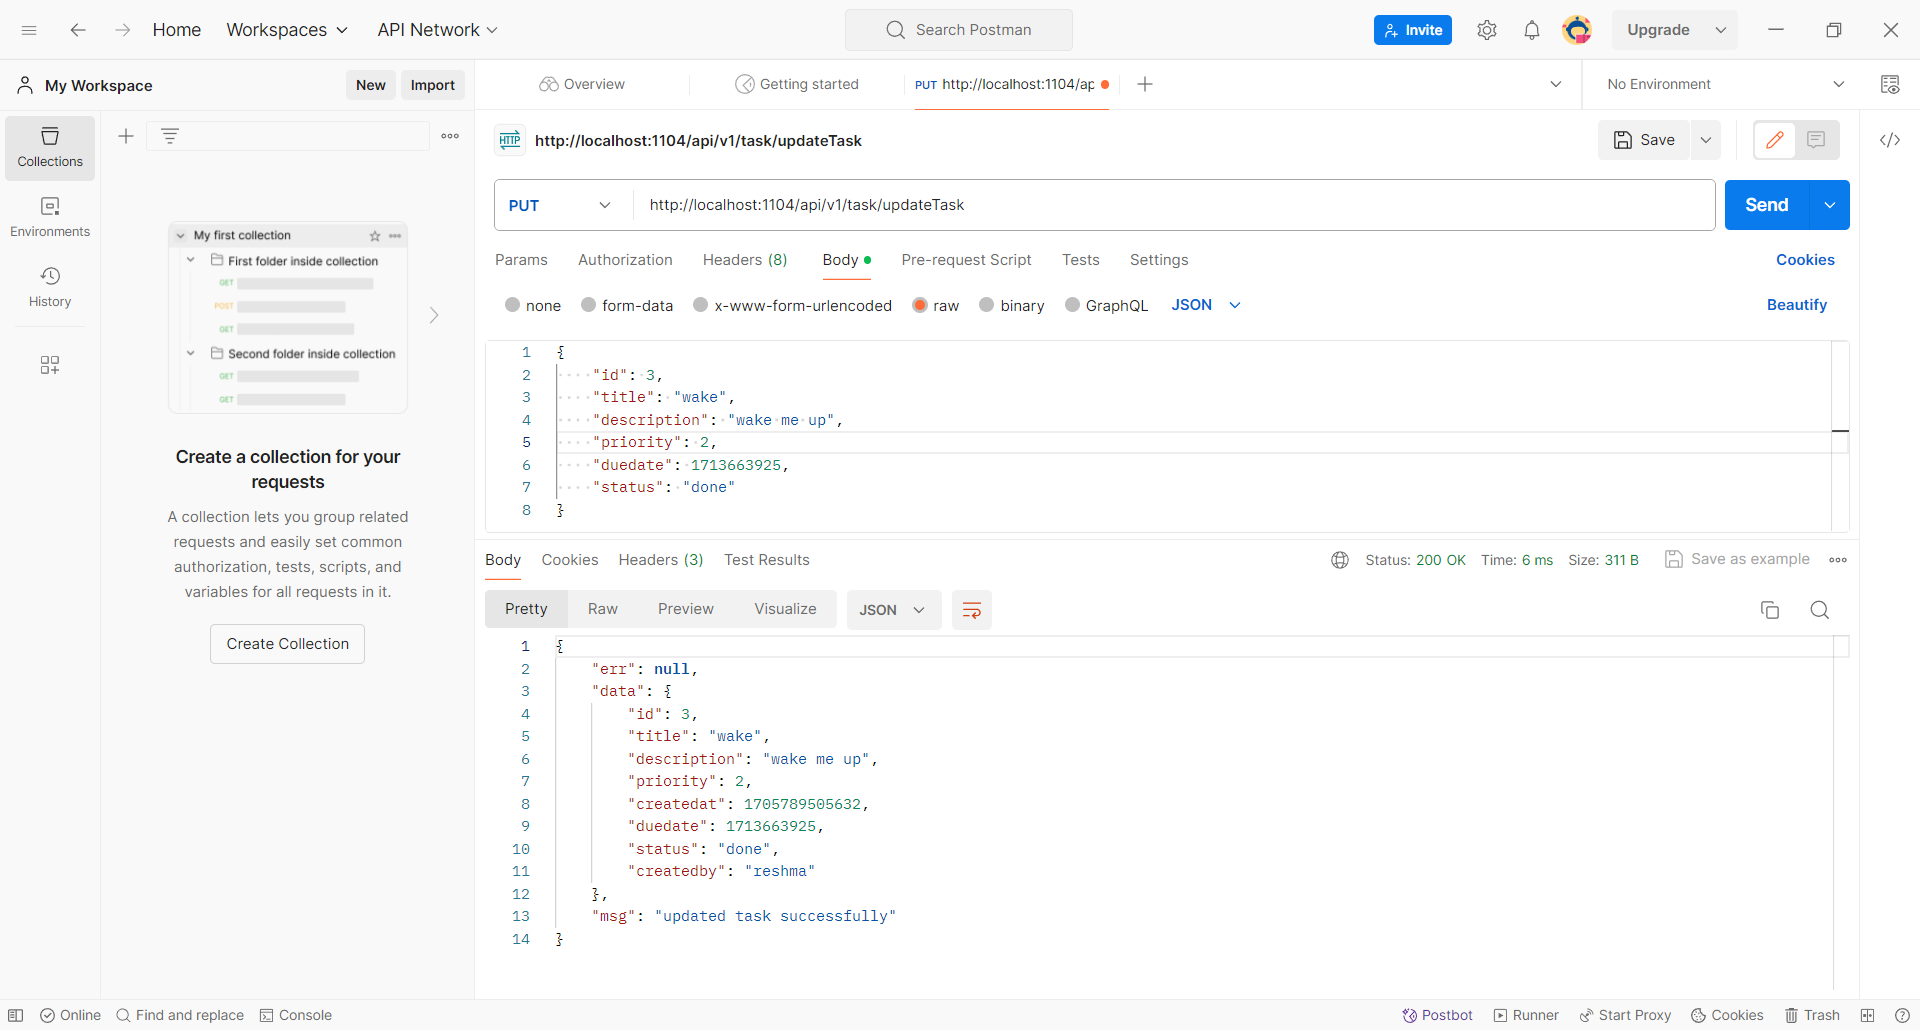 Home Workspaces API Network Search Postman Invite Upgrade
My Workspace New Import
Overview Getting started PUT http://localhost:1104/ap No Environment
Collections
Environments
History
My first collection
First folder inside collection
GET
POST
GET
Second folder inside collection
GET
GET
Create a collection for your
requests
A collection lets you group related
requests and easily set common
authorization, tests, scripts, and
variables for all requests in it.
Create Collection
HTTP http://localhost:1104/api/v1/task/updateTask Save
PUT http://localhost:1104/api/v1/task/updateTask Send
Params Authorization Headers (8) Body Pre-request Script Tests Settings Cookies
none form-data x-www-form-urlencoded raw binary GraphQL JSON Beautify
1 {
2 ····"id":·3,
3 ····"title":·"wake",
4 ····"description":·"wake·me·up",
5 ····"priority":·2,
6 ····"duedate":·1713663925,
7 ····"status":·"done"
8 }
Body Cookies Headers (3) Test Results Status: 200 OK Time: 6 ms Size: 311 B Save as example
Pretty Raw Preview Visualize JSON
1 {
2 "err": null,
3 "data": {
4 "id": 3,
5 "title": "wake",
6 "description": "wake me up",
7 "priority": 2,
8 "createdat": 1705789505632,
9 "duedate": 1713663925,
10 "status": "done",
11 "createdby": "reshma"
12 },
13 "msg": "updated task successfully"
14 }
Online Find and replace Console Postbot Runner Start Proxy Cookies Trash